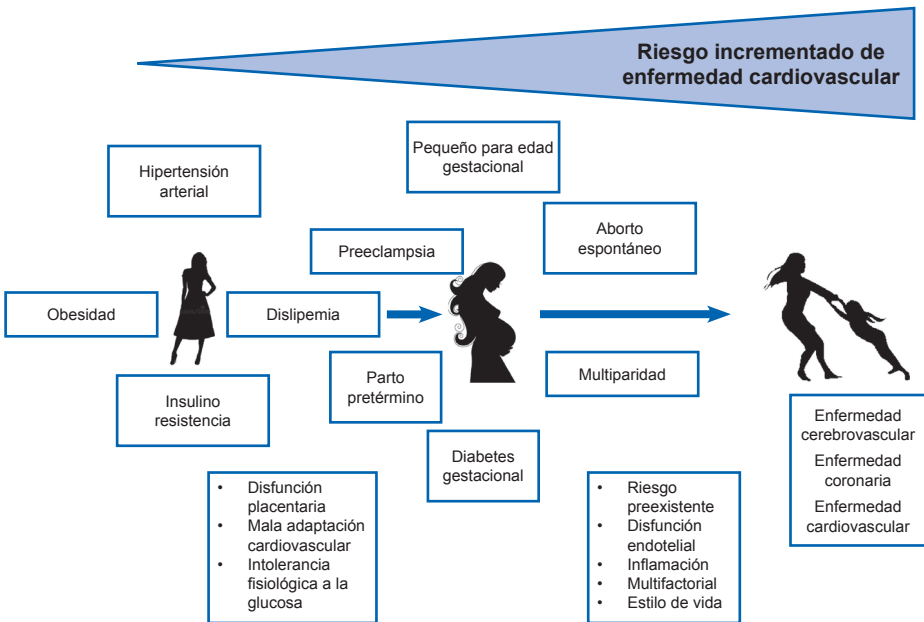 Riesgo incrementado de
enfermedad cardiovascular
Pequeño para edad
gestacional
Hipertensión
arterial
Aborto
espontáneo
Preeclampsia
Obesidad
Dislipemia
Parto
pretérmino
Multiparidad
Insulino
resistencia
Diabetes
gestacional
Enfermedad
cerebrovascular
Enfermedad
coronaria
Enfermedad
cardiovascular
• Disfunción
placentaria
• Mala adaptación
cardiovascular
• Intolerancia
fisiológica a la
glucosa
• Riesgo
preexistente
• Disfunción
endotelial
• Inflamación
• Multifactorial
• Estilo de vida